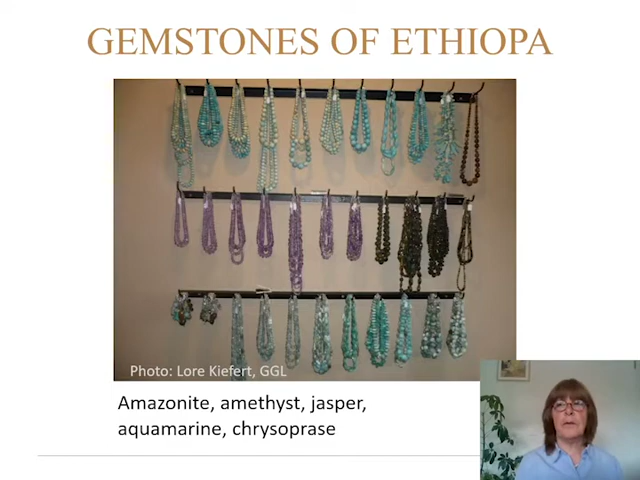 GEMSTONES OF ETHIOPA
Photo: Lore Kiefert, GGL
Amazonite, amethyst, jasper,
aquamarine, chrysoprase